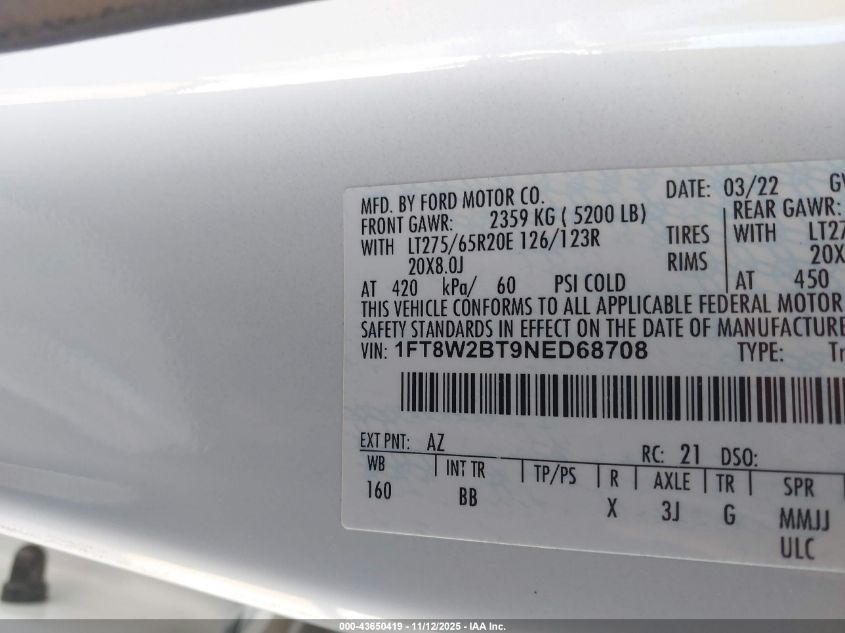 MFD. BY FORD MOTOR CO. DATE: 03/22 GV
FRONT GAWR: 2359 KG ( 5200 LB) REAR GAWR:
WITH LT275/65R20E 126/123R TIRES WITH LT27
20X8.0J RIMS 20X
AT 420 kPa/ 60 PSI COLD AT 450
THIS VEHICLE CONFORMS TO ALL APPLICABLE FEDERAL MOTOR
SAFETY STANDARDS IN EFFECT ON THE DATE OF MANUFACTURE
VIN: 1FT8W2BT9NED68708 TYPE: Tr
EXT PNT: AZ RC: 21 DSO:
WB INT TR TP/PS R AXLE TR SPR
160 BB X 3J G MMJJ
ULC
000-43650419 - 11/12/2025 - IAA Inc.